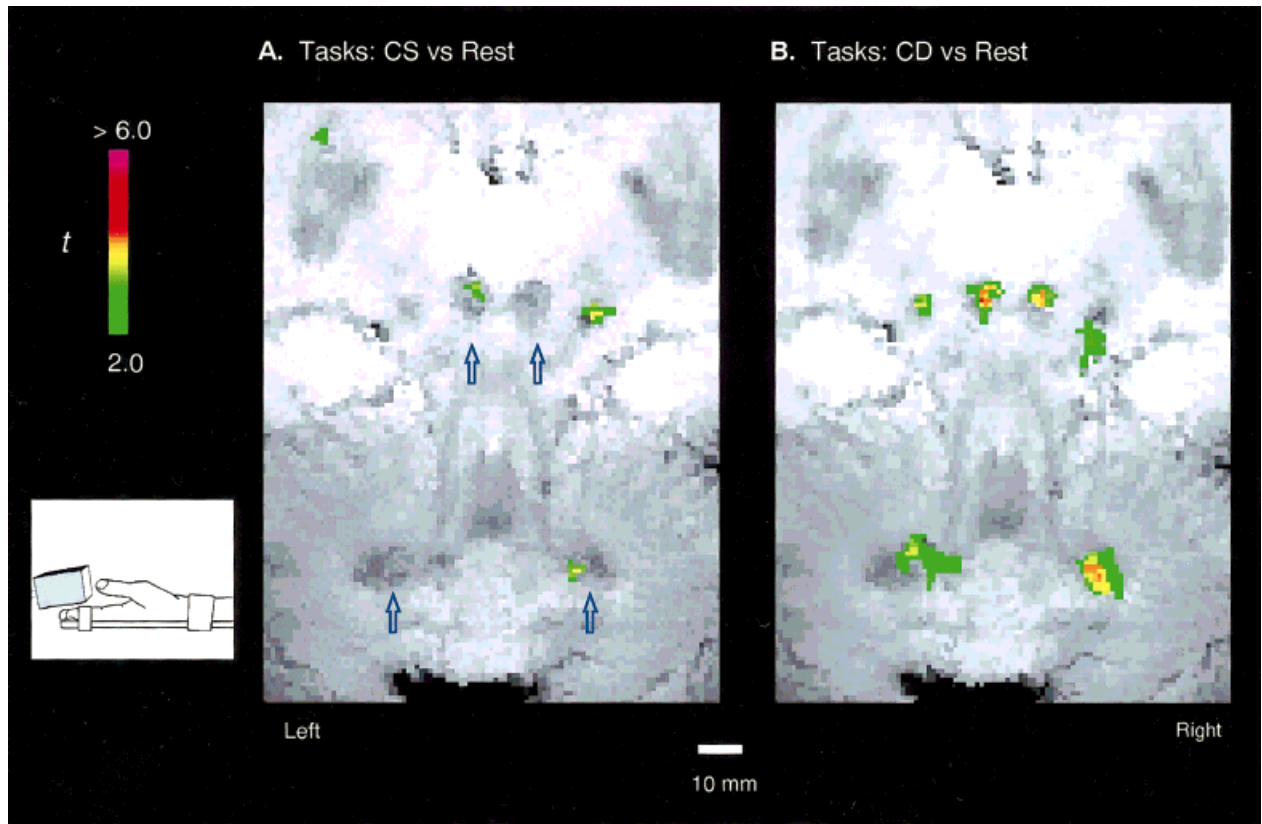 A. Tasks: CS vs Rest
B. Tasks: CD vs Rest
> 6.0
t
2.0
Left
Right
10 mm